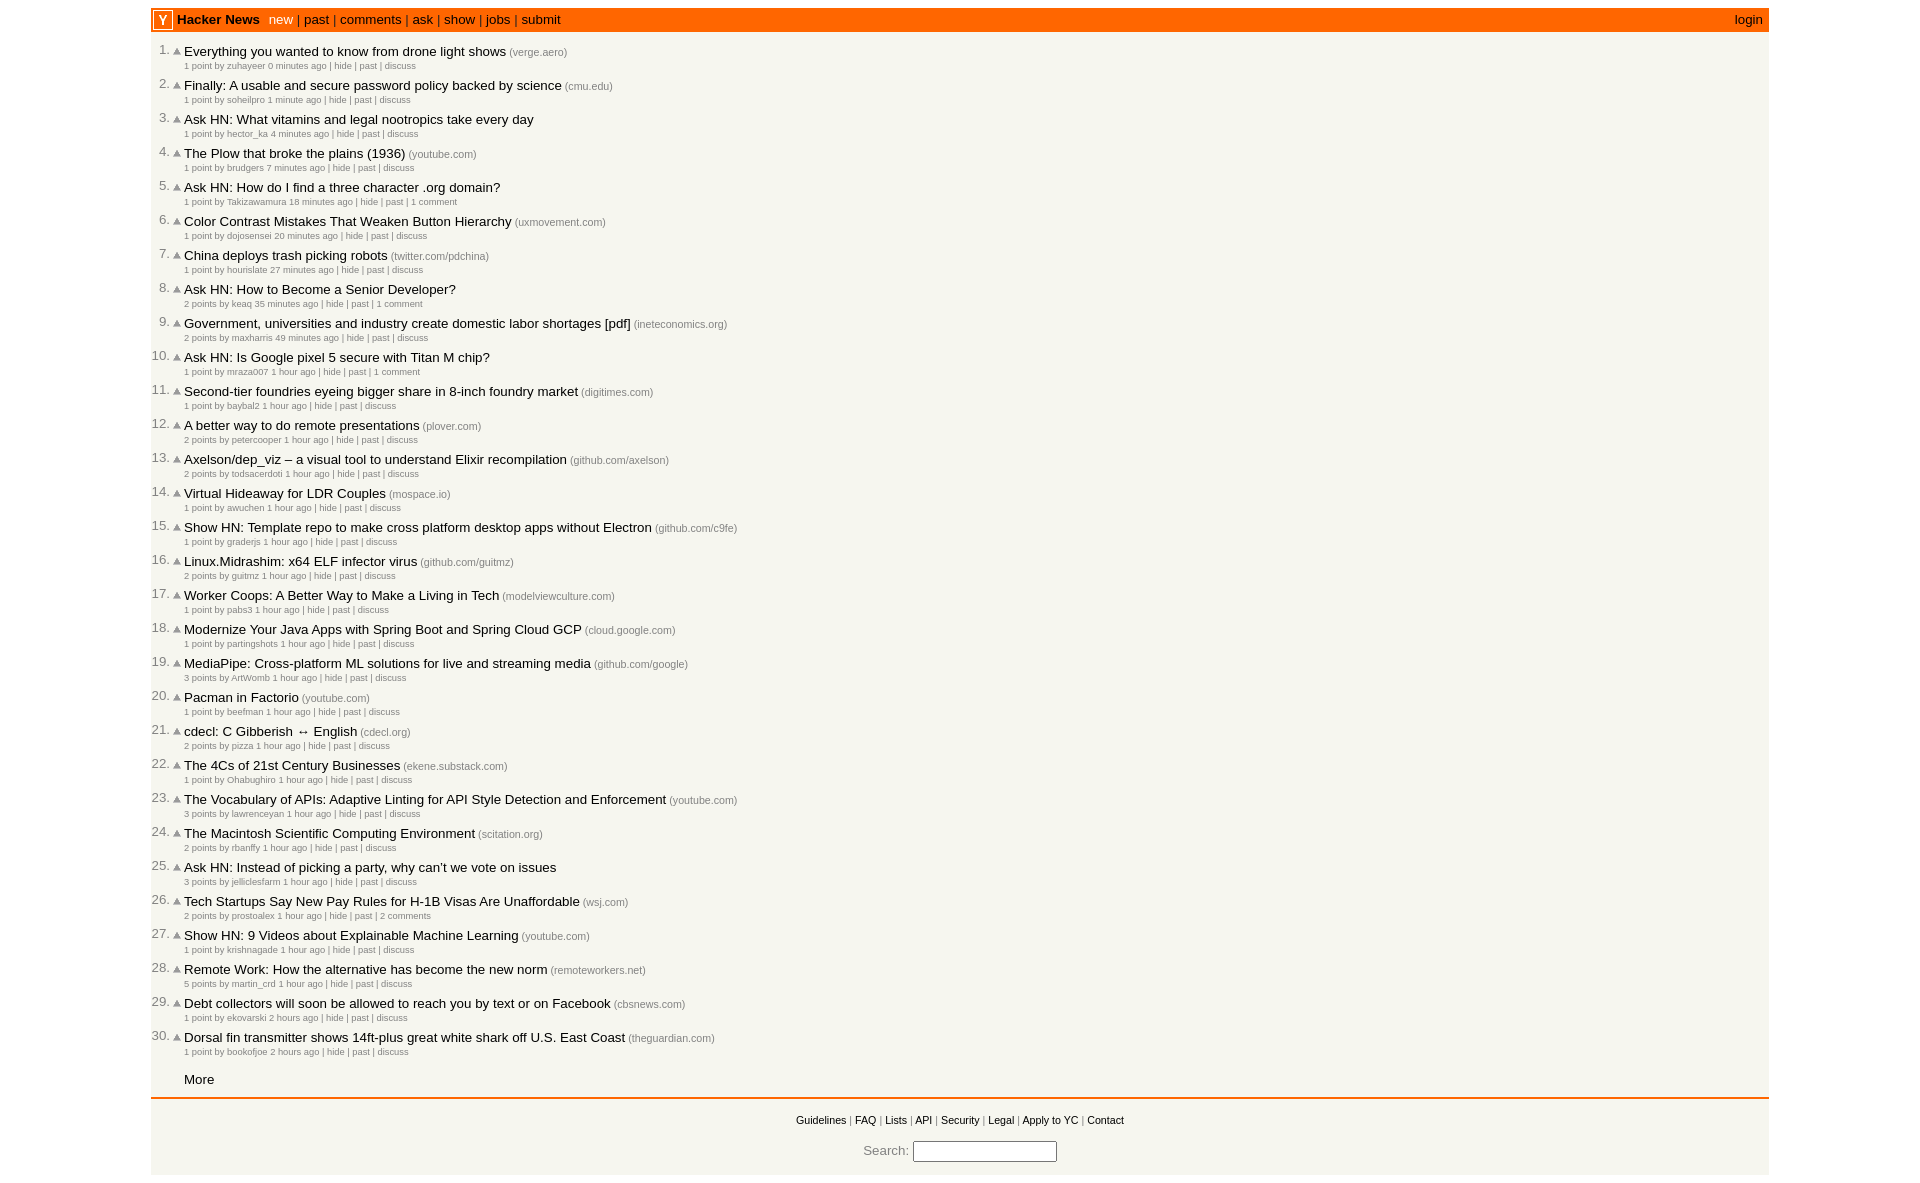 Y Hacker News new | past | comments | ask | show | jobs | submit login
1. Everything you wanted to know from drone light shows (verge.aero)
1 point by zuhayeer 0 minutes ago | hide | past | discuss
2. Finally: A usable and secure password policy backed by science (cmu.edu)
1 point by soheilpro 1 minute ago | hide | past | discuss
3. Ask HN: What vitamins and legal nootropics take every day
1 point by hector_ka 4 minutes ago | hide | past | discuss
4. The Plow that broke the plains (1936) (youtube.com)
1 point by brudgers 7 minutes ago | hide | past | discuss
5. Ask HN: How do I find a three character .org domain?
1 point by Takizawamura 18 minutes ago | hide | past | 1 comment
6. Color Contrast Mistakes That Weaken Button Hierarchy (uxmovement.com)
1 point by dojosensei 20 minutes ago | hide | past | discuss
7. China deploys trash picking robots (twitter.com/pdchina)
1 point by hourislate 27 minutes ago | hide | past | discuss
8. Ask HN: How to Become a Senior Developer?
2 points by keaq 35 minutes ago | hide | past | 1 comment
9. Government, universities and industry create domestic labor shortages [pdf] (ineteconomics.org)
2 points by maxharris 49 minutes ago | hide | past | discuss
10. Ask HN: Is Google pixel 5 secure with Titan M chip?
1 point by mraza007 1 hour ago | hide | past | 1 comment
11. Second-tier foundries eyeing bigger share in 8-inch foundry market (digitimes.com)
1 point by baybal2 1 hour ago | hide | past | discuss
12. A better way to do remote presentations (plover.com)
2 points by petercooper 1 hour ago | hide | past | discuss
13. Axelson/dep_viz – a visual tool to understand Elixir recompilation (github.com/axelson)
2 points by todsacerdoti 1 hour ago | hide | past | discuss
14. Virtual Hideaway for LDR Couples (mospace.io)
1 point by awuchen 1 hour ago | hide | past | discuss
15. Show HN: Template repo to make cross platform desktop apps without Electron (github.com/c9fe)
1 point by graderjs 1 hour ago | hide | past | discuss
16. Linux.Midrashim: x64 ELF infector virus (github.com/guitmz)
2 points by guitmz 1 hour ago | hide | past | discuss
17. Worker Coops: A Better Way to Make a Living in Tech (modelviewculture.com)
1 point by pabs3 1 hour ago | hide | past | discuss
18. Modernize Your Java Apps with Spring Boot and Spring Cloud GCP (cloud.google.com)
1 point by partingshots 1 hour ago | hide | past | discuss
19. MediaPipe: Cross-platform ML solutions for live and streaming media (github.com/google)
3 points by ArtWomb 1 hour ago | hide | past | discuss
20. Pacman in Factorio (youtube.com)
1 point by beefman 1 hour ago | hide | past | discuss
21. cdecl: C Gibberish ↔ English (cdecl.org)
2 points by pizza 1 hour ago | hide | past | discuss
22. The 4Cs of 21st Century Businesses (ekene.substack.com)
1 point by Ohabughiro 1 hour ago | hide | past | discuss
23. The Vocabulary of APIs: Adaptive Linting for API Style Detection and Enforcement (youtube.com)
3 points by lawrenceyan 1 hour ago | hide | past | discuss
24. The Macintosh Scientific Computing Environment (scitation.org)
2 points by rbanffy 1 hour ago | hide | past | discuss
25. Ask HN: Instead of picking a party, why can’t we vote on issues
3 points by jelliclesfarm 1 hour ago | hide | past | discuss
26. Tech Startups Say New Pay Rules for H-1B Visas Are Unaffordable (wsj.com)
2 points by prostoalex 1 hour ago | hide | past | 2 comments
27. Show HN: 9 Videos about Explainable Machine Learning (youtube.com)
1 point by krishnagade 1 hour ago | hide | past | discuss
28. Remote Work: How the alternative has become the new norm (remoteworkers.net)
5 points by martin_crd 1 hour ago | hide | past | discuss
29. Debt collectors will soon be allowed to reach you by text or on Facebook (cbsnews.com)
1 point by ekovarski 2 hours ago | hide | past | discuss
30. Dorsal fin transmitter shows 14ft-plus great white shark off U.S. East Coast (theguardian.com)
1 point by bookofjoe 2 hours ago | hide | past | discuss
More
Guidelines | FAQ | Lists | API | Security | Legal | Apply to YC | Contact
Search: